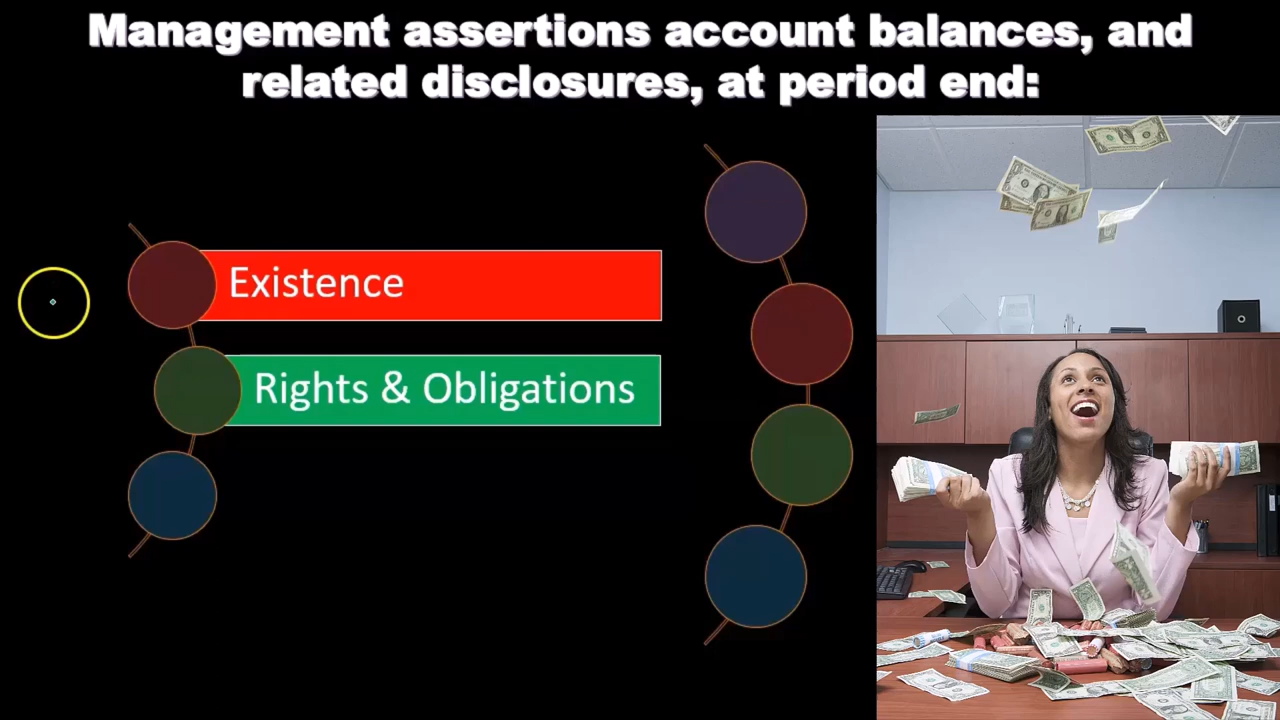 Management assertions account balances, and
related disclosures, at period end:
Existence
Rights & Obligations